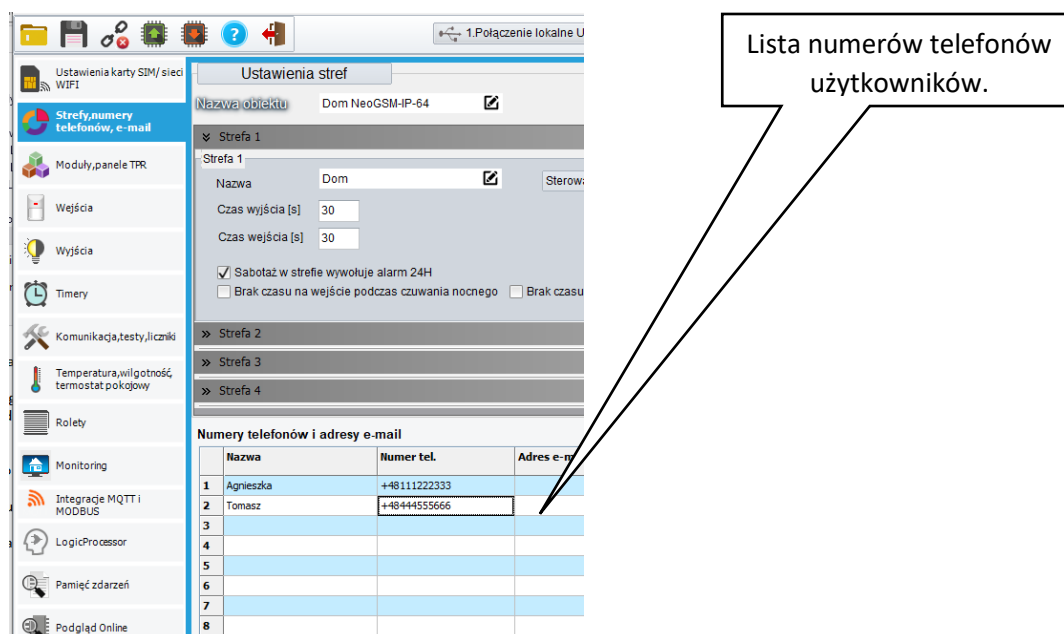 1.Połączenie lokalne U
Lista numerów telefonów
użytkowników.
Ustawienia karty SIM/ sieci
WIFI
Strefy,numery
telefonów, e-mail
Moduły,panele TPR
Wejścia
Wyjścia
Timery
Komunikacja,testy,liczniki
Temperatura,wilgotność,
termostat pokojowy
Rolety
Monitoring
Integracje MQTT i
MODBUS
LogicProcessor
Pamięć zdarzeń
Podgląd Online
Ustawienia stref
Nazwa obiektu Dom NeoGSM-IP-64
Strefa 1
Strefa 1
Nazwa Dom Sterowa
Czas wyjścia [s] 30
Czas wejścia [s] 30
Sabotaż w strefie wywołuje alarm 24H
Brak czasu na wejście podczas czuwania nocnego Brak czasu
Strefa 2
Strefa 3
Strefa 4
Numery telefonów i adresy e-mail
Nazwa Numer tel. Adres e-m
1 Agnieszka +48111222333
2 Tomasz +48444555666
3
4
5
6
7
8